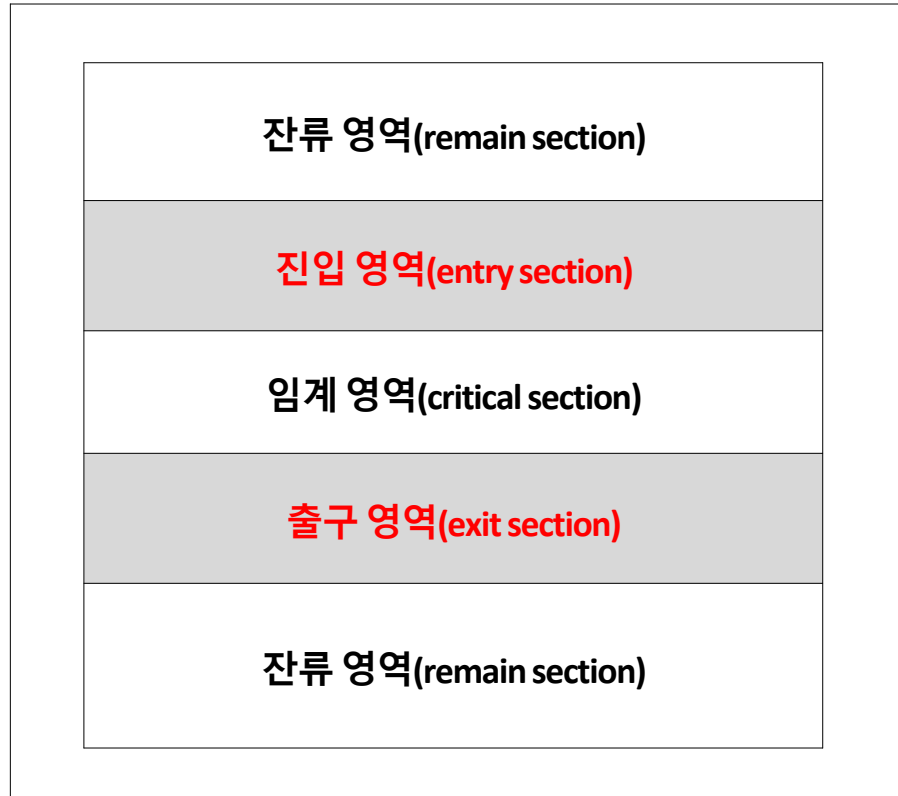 잔류 영역(remain section)
진입 영역(entry section)
임계 영역(critical section)
출구 영역(exit section)
잔류 영역(remain section)